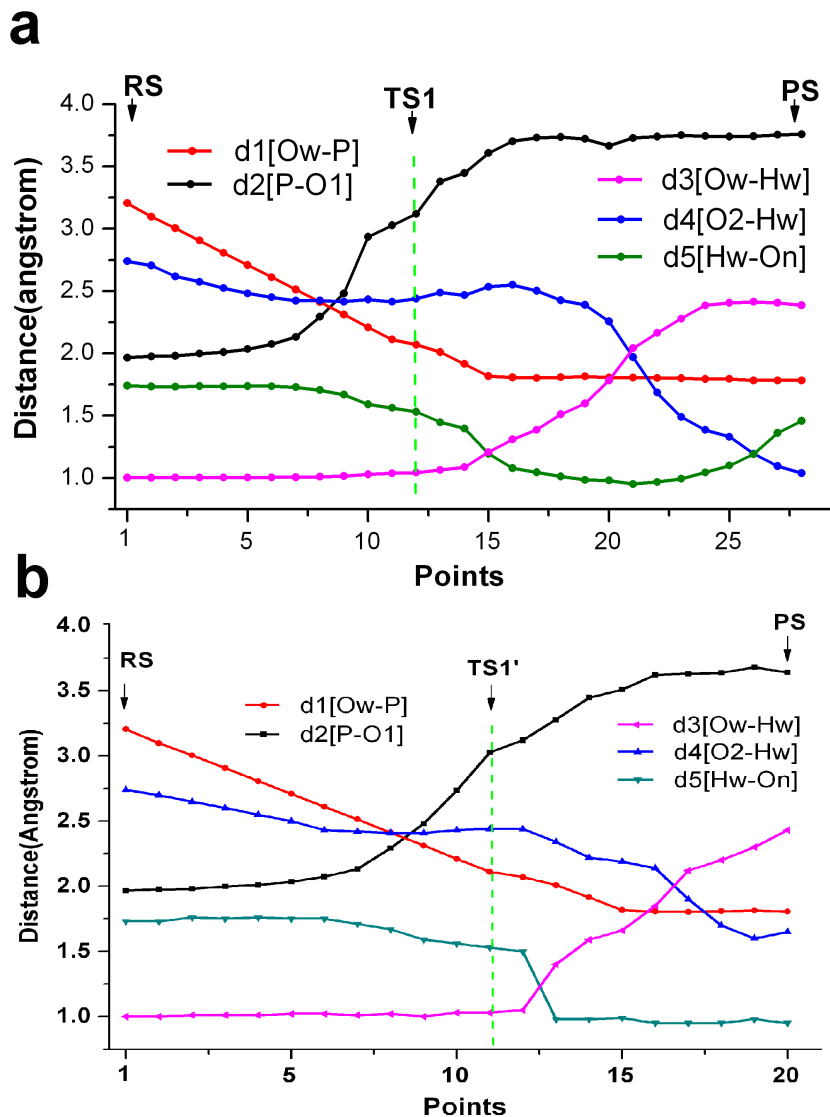 a
RS
TS1
PS
4.0
d1[Ow-P]
d2[P-O1]
d3[Ow-Hw]
d4[O2-Hw]
d5[Hw-On]
3.5
3.0
2.5
2.0
1.5
1.0
Distance(angstrom)
1 5 10 15 20 25
Points
b
4.0
RS
TS1'
PS
d1[Ow-P]
d2[P-O1]
d3[Ow-Hw]
d4[O2-Hw]
d5[Hw-On]
3.5
3.0
2.5
2.0
1.5
1.0
Distance(Angstrom)
1 5 10 15 20
Points